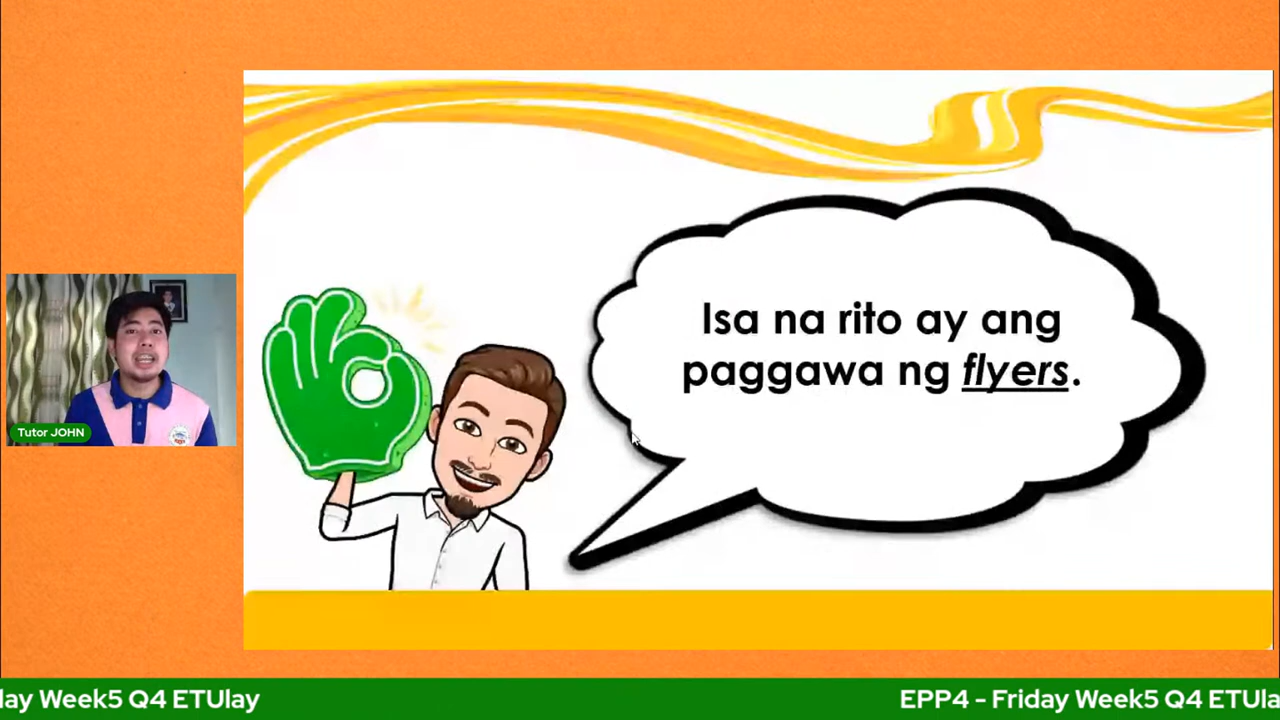 Isa na rito ay ang
paggawa ng flyers.
Tutor JOHN
lay Week5 Q4 ETUlay
EPP4 - Friday Week5 Q4 ETUla